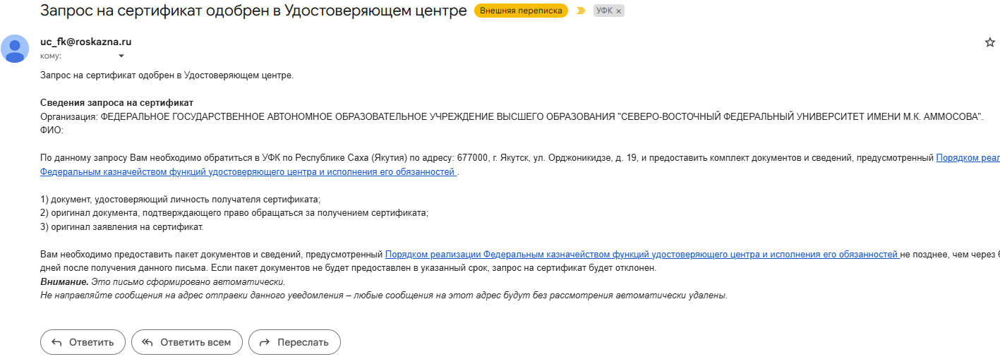 Запрос на сертификат одобрен в Удостоверяющем центре Внешняя переписка УФК ×
uc_fk@roskazna.ru
кому:
Запрос на сертификат одобрен в Удостоверяющем центре.
Сведения запроса на сертификат
Организация: ФЕДЕРАЛЬНОЕ ГОСУДАРСТВЕННОЕ АВТОНОМНОЕ ОБРАЗОВАТЕЛЬНОЕ УЧРЕЖДЕНИЕ ВЫСШЕГО ОБРАЗОВАНИЯ "СЕВЕРО-ВОСТОЧНЫЙ ФЕДЕРАЛЬНЫЙ УНИВЕРСИТЕТ ИМЕНИ М.К. АММОСОВА".
ФИО:
По данному запросу Вам необходимо обратиться в УФК по Республике Саха (Якутия) по адресу: 677000, г. Якутск, ул. Орджоникидзе, д. 19, и предоставить комплект документов и сведений, предусмотренный Порядком реал
Федеральным казначейством функций удостоверяющего центра и исполнения его обязанностей .
1) документ, удостоверяющий личность получателя сертификата;
2) оригинал документа, подтверждающего право обращаться за получением сертификата;
3) оригинал заявления на сертификат.
Вам необходимо предоставить пакет документов и сведений, предусмотренный Порядком реализации Федеральным казначейством функций удостоверяющего центра и исполнения его обязанностей не позднее, чем через
дней после получения данного письма. Если пакет документов не будет предоставлен в указанный срок, запрос на сертификат будет отклонен.
Внимание. Это письмо сформировано автоматически.
Не направляйте сообщения на адрес отправки данного уведомления – любые сообщения на этот адрес будут без рассмотрения автоматически удалены.
Ответить Ответить всем Переслать